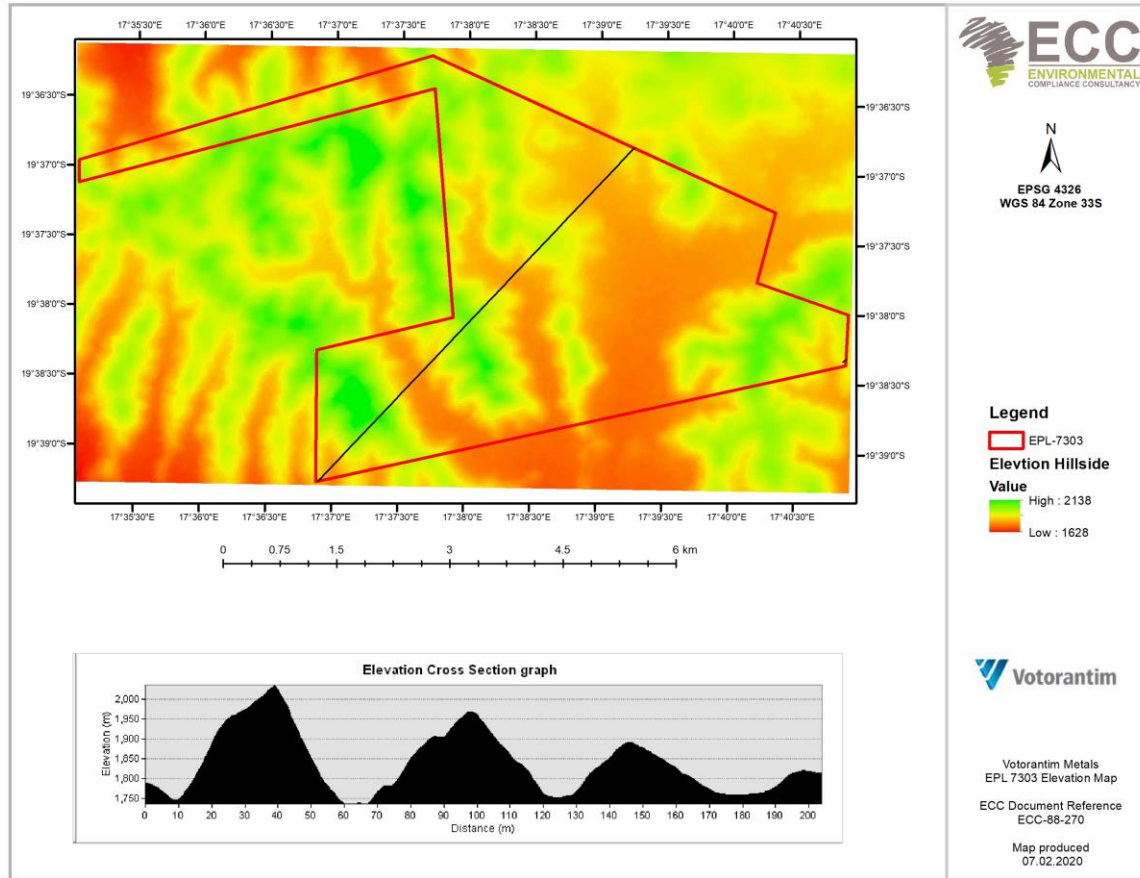 17°35'30"E 17°36'0"E 17°36'30"E 17°37'0"E 17°37'30"E 17°38'0"E 17°38'30"E 17°39'0"E 17°39'30"E 17°40'0"E 17°40'30"E
19°36'30"S
19°37'0"S
19°37'30"S
19°38'0"S
19°38'30"S
19°39'0"S
19°36'30"S
19°37'0"S
19°37'30"S
19°38'0"S
19°38'30"S
19°39'0"S
17°35'0"E 17°35'30"E 17°36'0"E 17°36'30"E 17°37'0"E 17°37'30"E 17°38'0"E 17°38'30"E 17°39'0"E 17°39'30"E 17°40'0"E 17°40'30"E
0 0.75 1.5 3 4.5 6 km
Elevation Cross Section graph
Elevation (m)
2,000
1,950
1,900
1,850
1,800
1,750
0 10 20 30 40 50 60 70 80 90 100 110 120 130 140 150 160 170 180 190 200
Distance (m)
ECC
ENVIRONMENTAL
COMPLIANCE CONSULTANCY
N
EPSG 4326
WGS 84 Zone 33S
Legend
EPL-7303
Elevtion Hillside
Value
High : 2138
Low : 1628
Votorantim
Votorantim Metals
EPL 7303 Elevation Map
ECC Document Reference
ECC-88-270
Map produced
07.02.2020